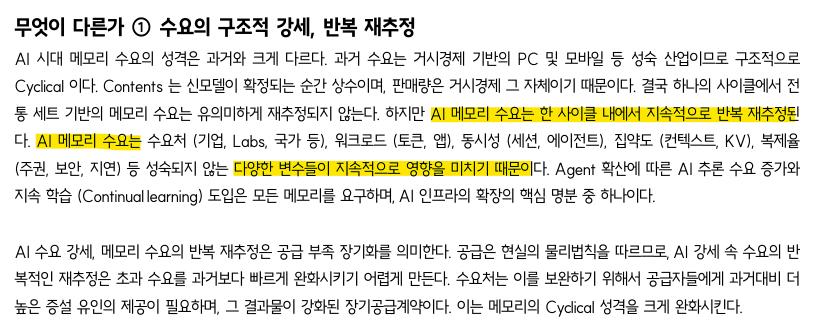 무엇이 다른가 ① 수요의 구조적 강세, 반복 재추정
AI 시대 메모리 수요의 성격은 과거와 크게 다르다. 과거 수요는 거시경제 기반의 PC 및 모바일 등 성숙 산업이므로 구조적으로
Cyclical 이다. Contents 는 신모델이 확정되는 순간 상수이며, 판매량은 거시경제 그 자체이기 때문이다. 결국 하나의 사이클에서 전
통 세트 기반의 메모리 수요는 유의미하게 재추정되지 않는다. 하지만 AI 메모리 수요는 한 사이클 내에서 지속적으로 반복 재추정된
다. AI 메모리 수요는 수요처 (기업, Labs, 국가 등), 워크로드 (토큰, 앱), 동시성 (세션, 에이전트), 집약도 (컨텍스트, KV), 복제율
(주권, 보안, 지연) 등 성숙되지 않는 다양한 변수들이 지속적으로 영향을 미치기 때문이다. Agent 확산에 따른 AI 추론 수요 증가와
지속 학습 (Continual learning) 도입은 모든 메모리를 요구하며, AI 인프라의 확장의 핵심 명분 중 하나이다.
AI 수요 강세, 메모리 수요의 반복 재추정은 공급 부족 장기화를 의미한다. 공급은 현실의 물리법칙을 따르므로, AI 강세 속 수요의 반
복적인 재추정은 초과 수요를 과거보다 빠르게 완화시키기 어렵게 만든다. 수요처는 이를 보완하기 위해서 공급자들에게 과거대비 더
높은 증설 유인의 제공이 필요하며, 그 결과물이 강화된 장기공급계약이다. 이는 메모리의 Cyclical 성격을 크게 완화시킨다.